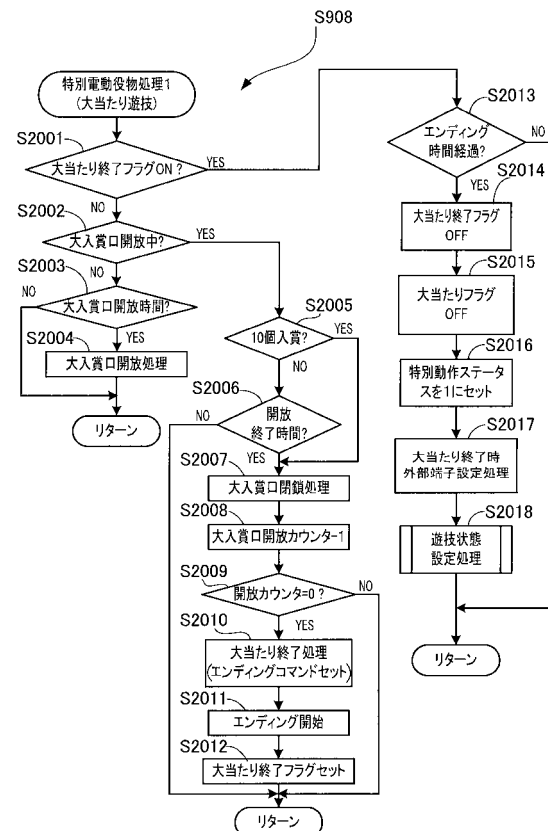 S908
特別電動役物処理1
(大当たり遊技)
S2001
大当たり終了フラグON?
YES
NO
S2002
大入賞口開放中?
YES
NO
S2003
NO
大入賞口開放時間?
YES
S2004
大入賞口開放処理
リターン
S2005
10個入賞?
YES
NO
S2006
NO
開放
終了時間?
YES
S2007
大入賞口閉鎖処理
S2008
大入賞口開放カウンター1
S2009
開放カウンタ=0?
NO
YES
S2010
大当たり終了処理
(エンディングコマンドセット)
S2011
エンディング開始
S2012
大当たり終了フラグセット
リターン
S2013
エンディング
時間経過?
NO
YES
S2014
大当たり終了フラグ
OFF
S2015
大当たりフラグ
OFF
S2016
特別動作ステータ
スを1にセット
S2017
大当たり終了時
外部端子設定処理
S2018
遊技状態
設定処理
リターン